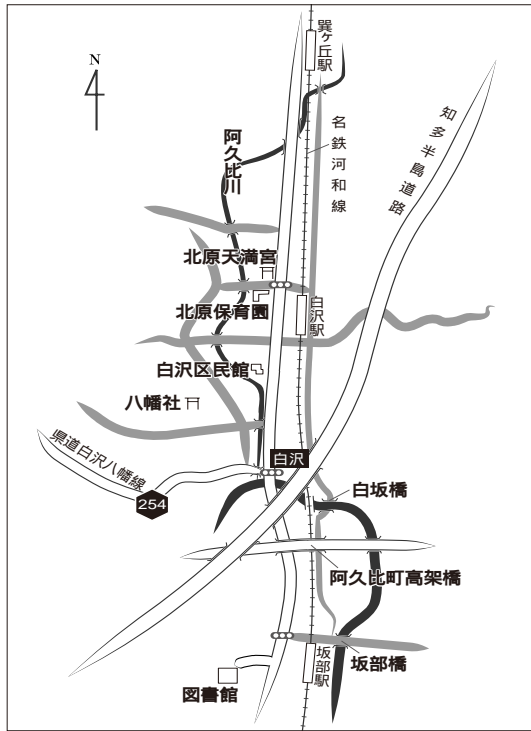 巽ヶ丘駅
N
名鉄河和線
知多半島道路
阿久比川
北原天満宮
北原保育園
白沢駅
白沢区民館
八幡社
県道白沢八幡線
白沢
254
白坂橋
阿久比町高架橋
坂部橋
坂部駅
図書館